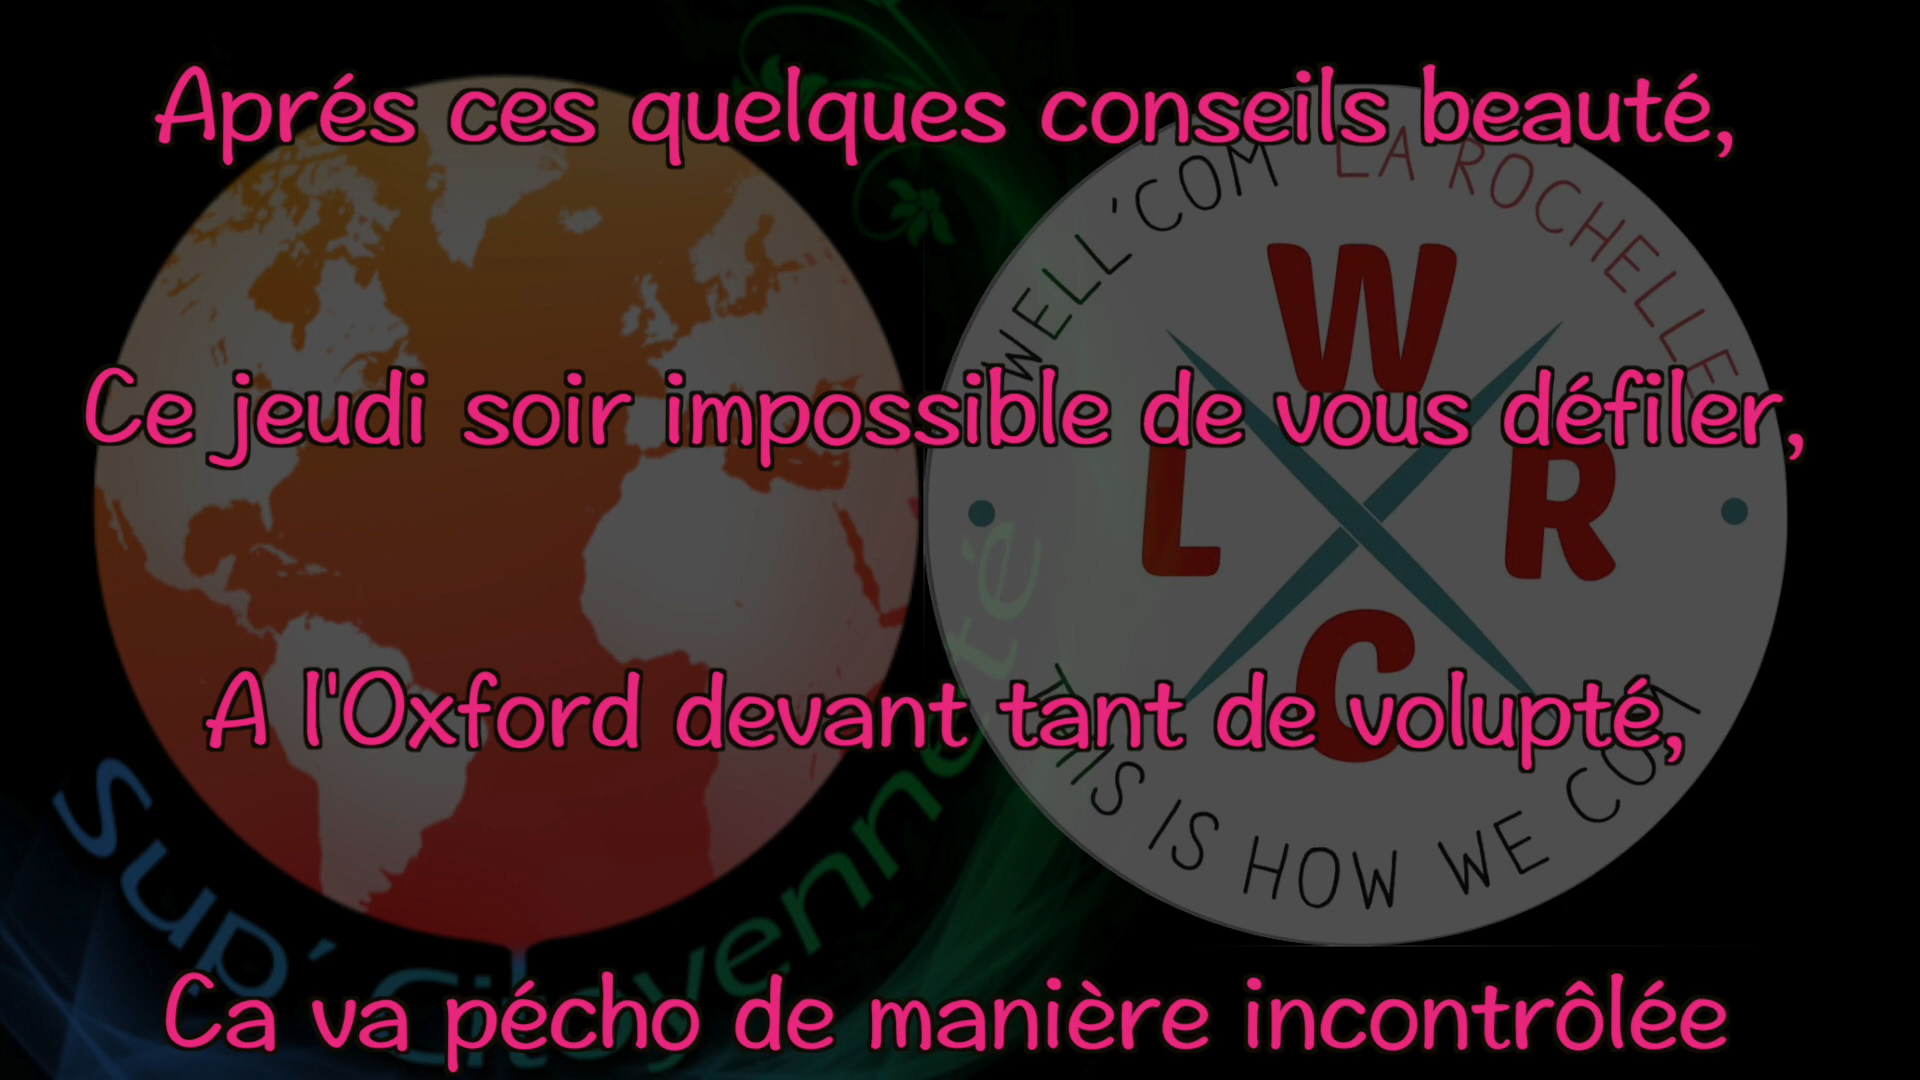 Aprés ces quelques conseils beauté,
WELL'COM LA ROCHELLE
W
Ce jeudi soir impossible de vous défiler,
L R
C
A l'Oxford devant tant de volupté,
THIS IS HOW WE COM
Sup' Citoyenneté
Ca va pécho de manière incontrôlée